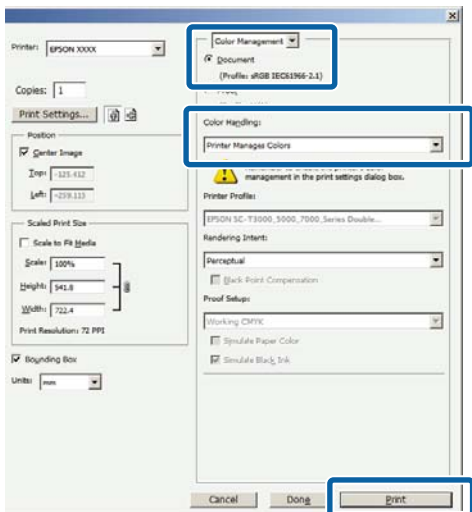 Printer: EPSON XXXX
Copies: 1
Print Settings...
Position
Center Image
Top: -125.412
Left: -259.113
Scaled Print Size
Scale to Fit Media
Scale: 100%
Height: 541.8
Width: 722.4
Print Resolution: 72 PPI
Bounding Box
Units: mm
Color Management
Document
(Profile: sRGB IEC61966-2.1)
Color Handling:
Printer Manages Colors
management in the print settings dialog box.
Printer Profile:
EPSON SC-T3000_5000_7000_Series Double...
Rendering Intent:
Perceptual
Black Point Compensation
Proof Setup:
Working CMYK
Simulate Paper Color
Simulate Black Ink
Cancel
Done
Print